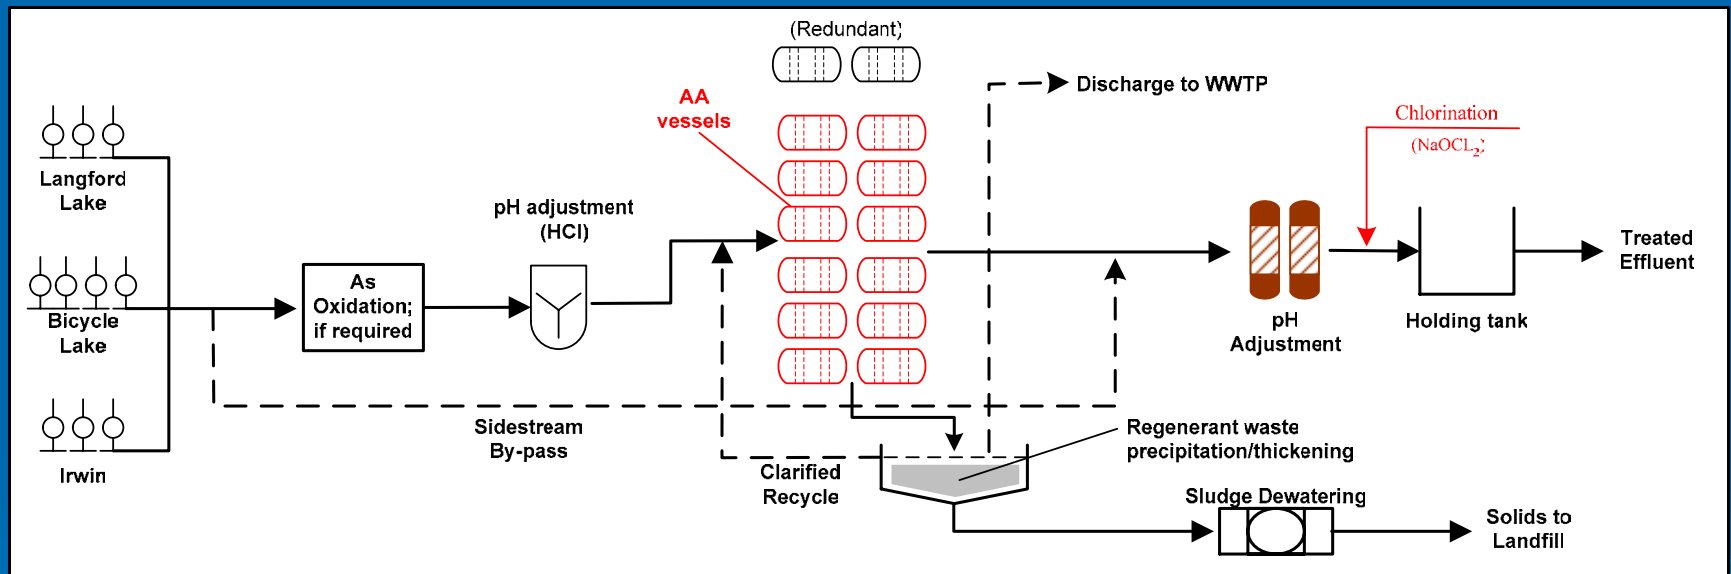 (Redundant)
Discharge to WWTP
AA
vessels
Chlorination
(NaOCL2)
Langford
Lake
pH adjustment
(HCl)
As
Oxidation;
if required
Treated
Effluent
Bicycle
Lake
pH
Adjustment
Holding tank
Sidestream
By-pass
Regenerant waste
precipitation/thickening
Irwin
Clarified
Recycle
Sludge Dewatering
Solids to
Landfill